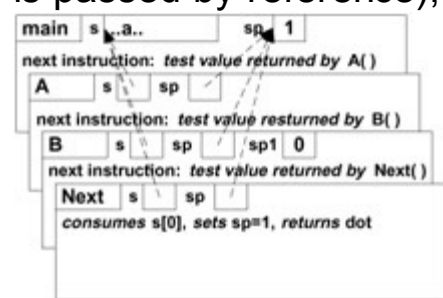 is passed by reference),
main s ..a.. sp 1
next instruction: test value returned by A( )
A s sp
next instruction: test value resturned by B( )
B s sp sp1 0
next instruction: test value returned by Next( )
Next s sp
consumes s[0], sets sp=1, returns dot